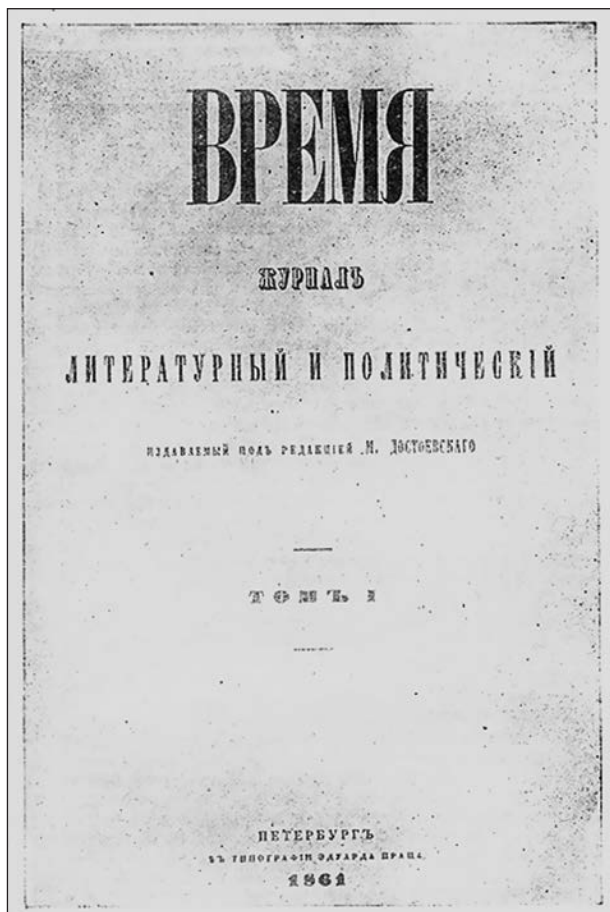 ВРЕМЯ
ЖУРНАЛЪ
ЛИТЕРАТУРНЫЙ И ПОЛИТИЧЕСКІЙ
ИЗДАВАЕМЫЙ ПОДЪ РЕДАКЦІЕЙ М. ДОСТОЕВСКАГО
ТОМЪ I
ПЕТЕРБУРГЪ
ВЪ ТИПОГРАФІИ ЭДУАРДА ПРАЦА
1861